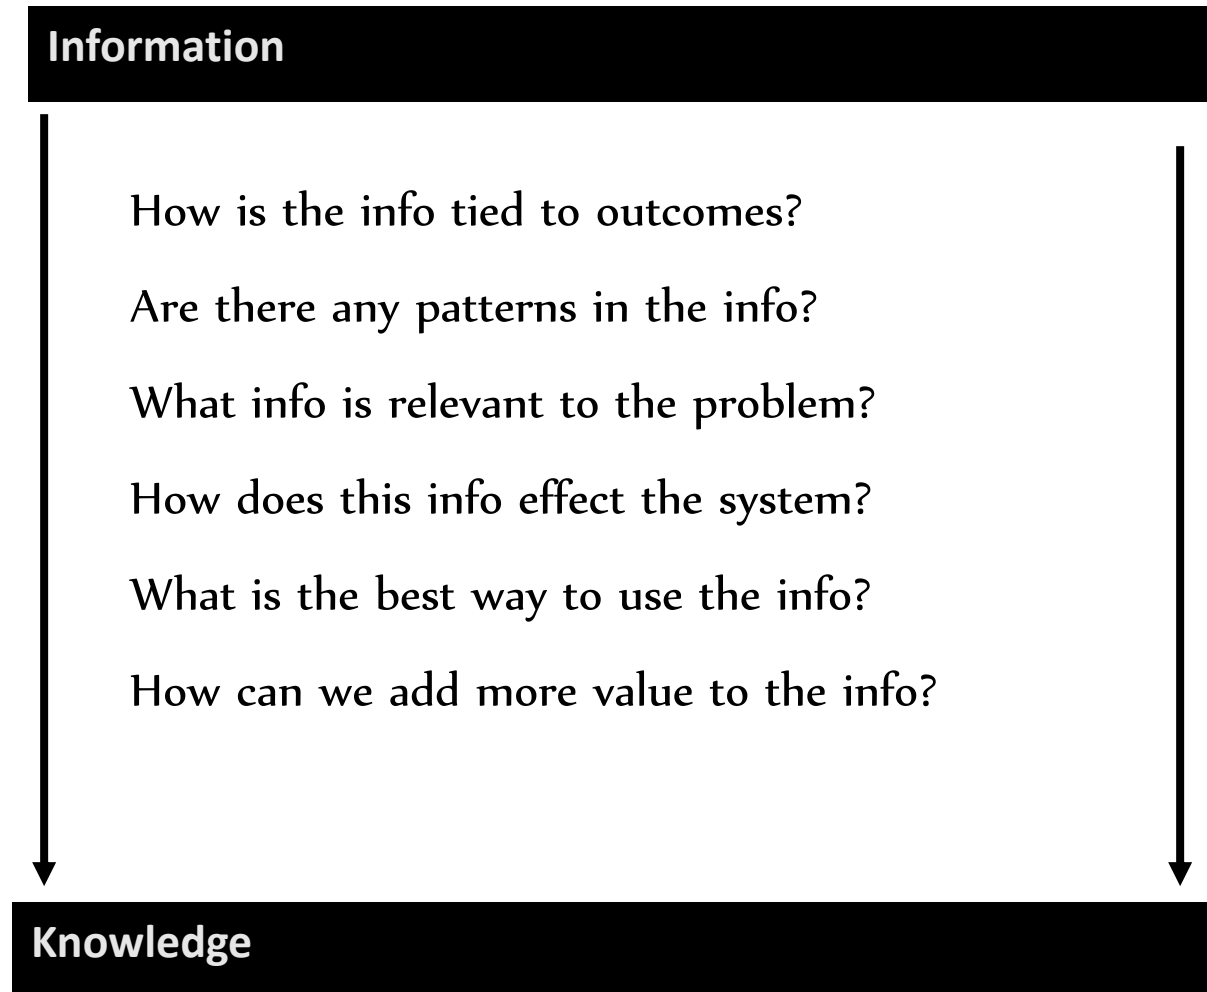 Information
How is the info tied to outcomes?
Are there any patterns in the info?
What info is relevant to the problem?
How does this info effect the system?
What is the best way to use the info?
How can we add more value to the info?
Knowledge